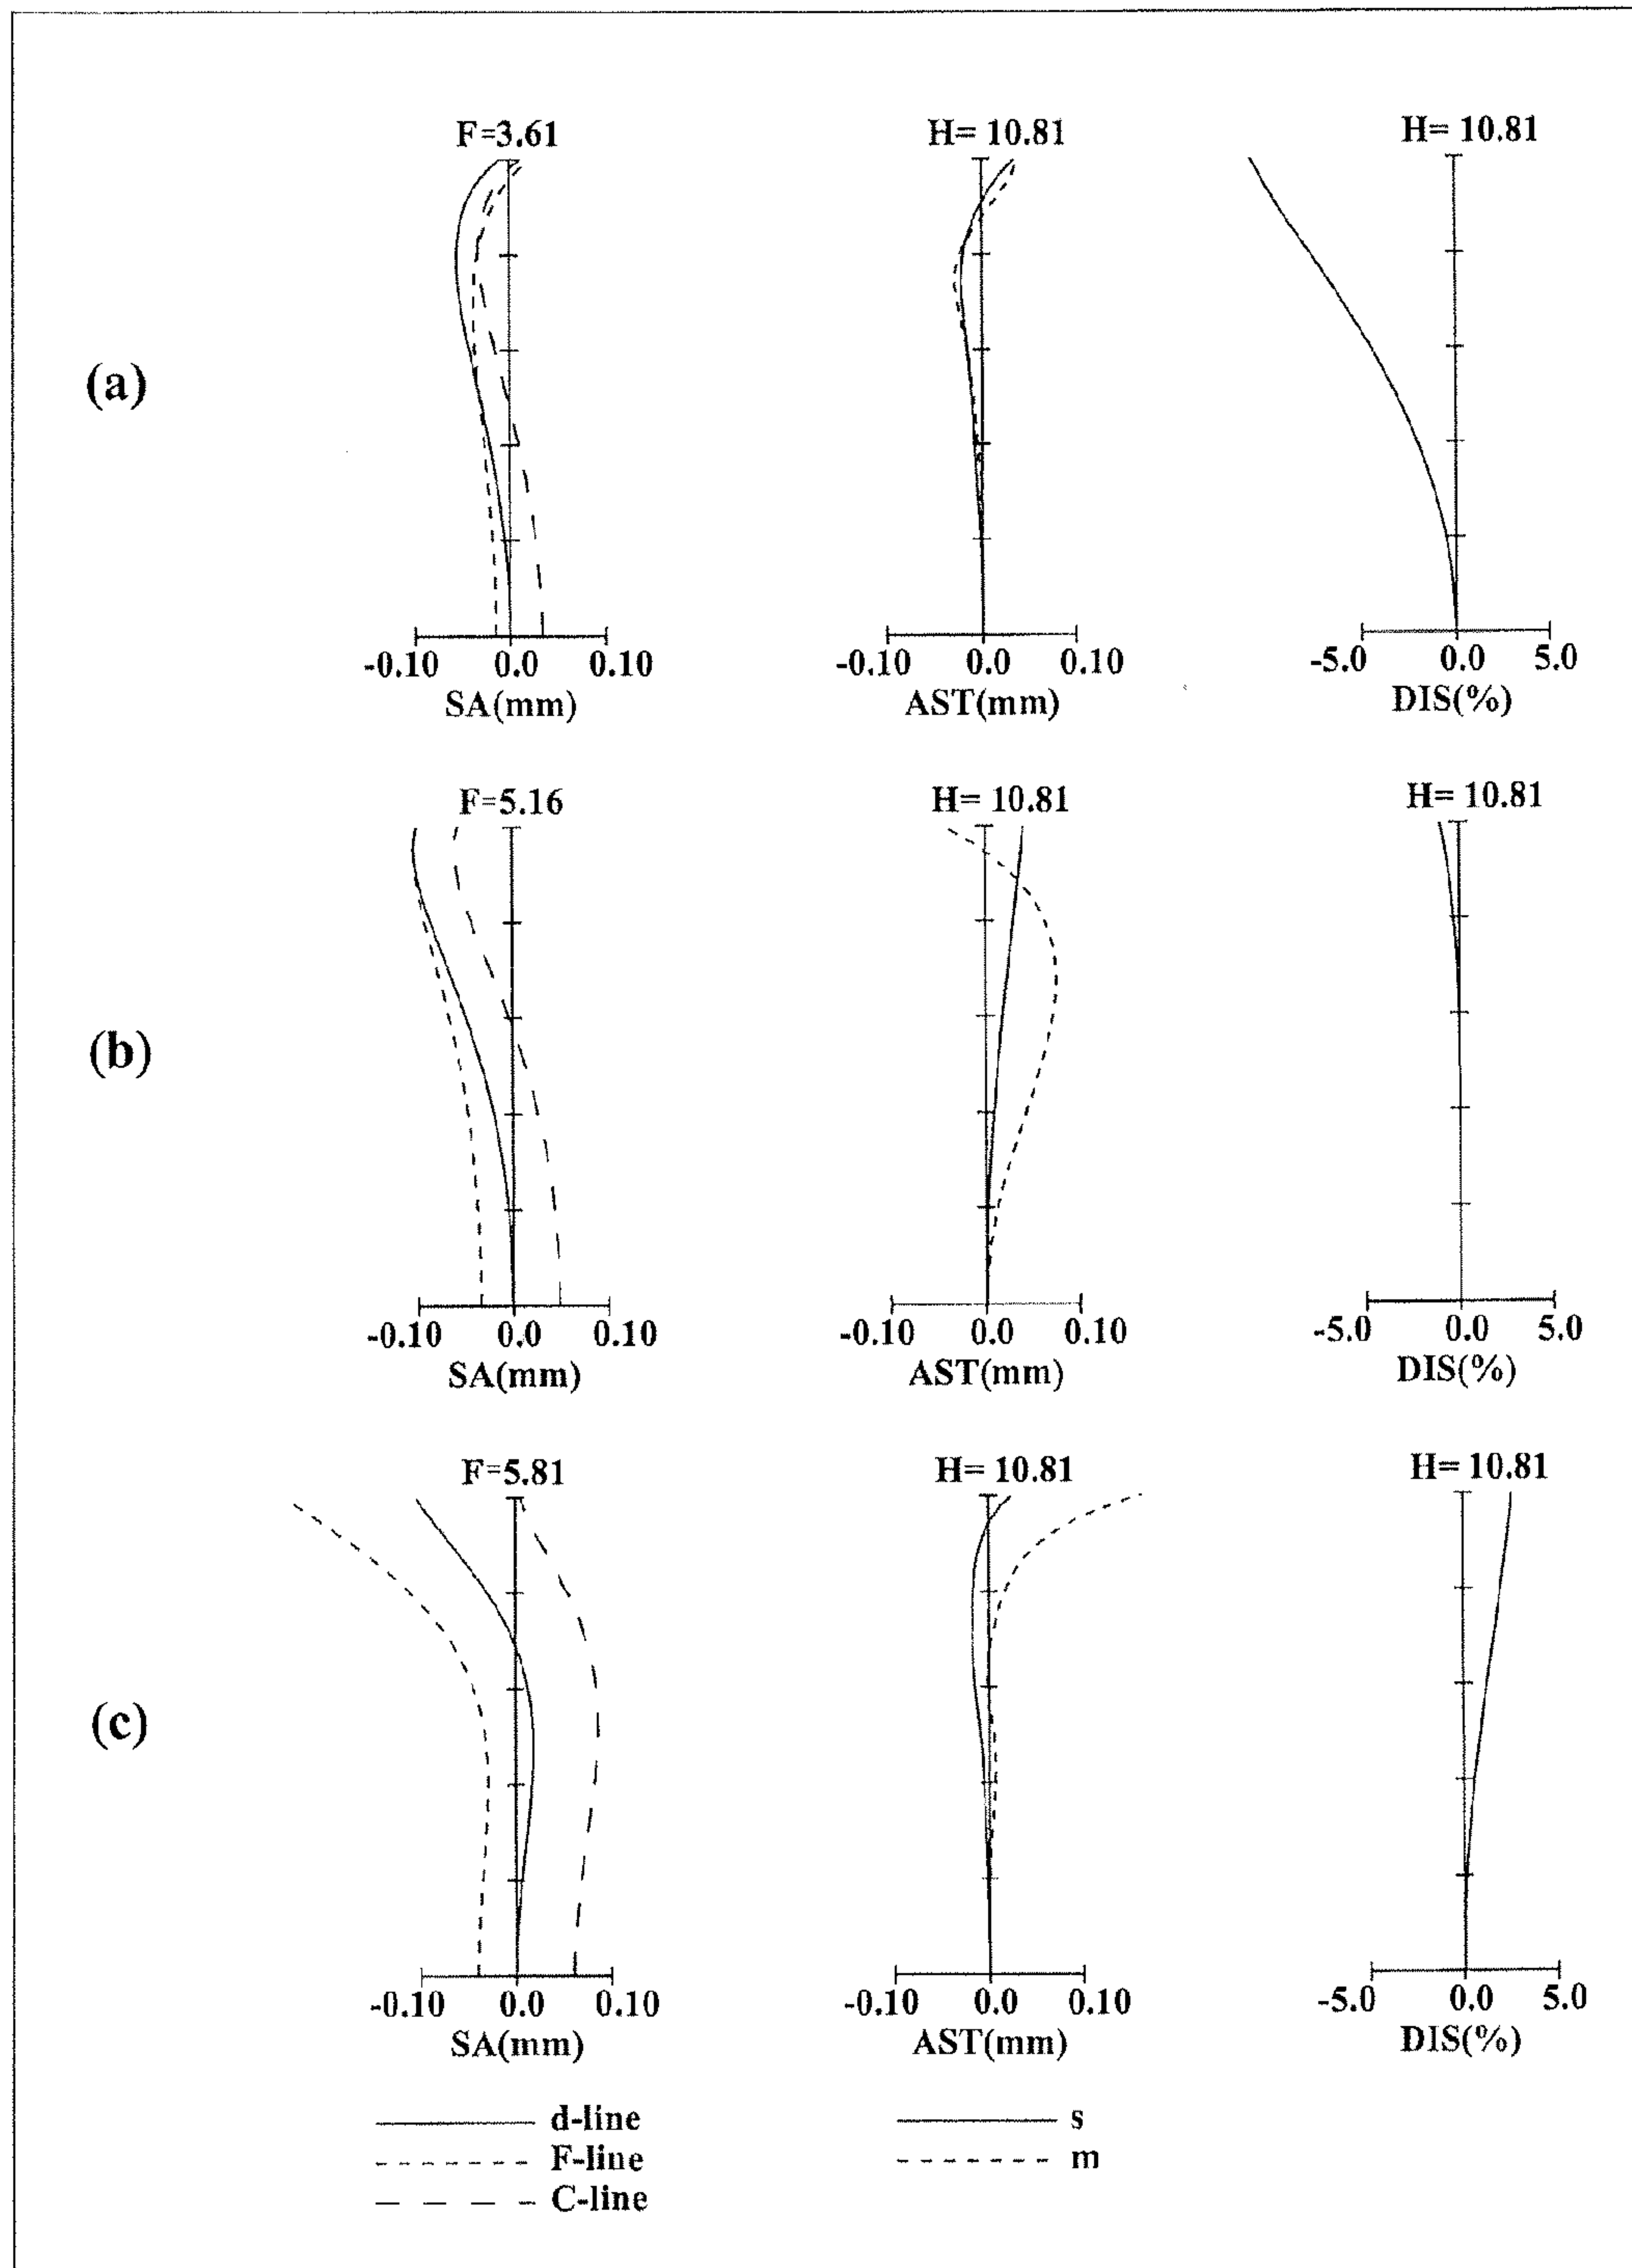 (a)
F=3.61
H= 10.81
H= 10.81
-0.10 0.0 0.10
SA(mm)
-0.10 0.0 0.10
AST(mm)
-5.0 0.0 5.0
DIS(%)
(b)
F=5.16
H= 10.81
H= 10.81
-0.10 0.0 0.10
SA(mm)
-0.10 0.0 0.10
AST(mm)
-5.0 0.0 5.0
DIS(%)
(c)
F=5.81
H= 10.81
H= 10.81
-0.10 0.0 0.10
SA(mm)
-0.10 0.0 0.10
AST(mm)
-5.0 0.0 5.0
DIS(%)
d-line
F-line
C-line
s
m